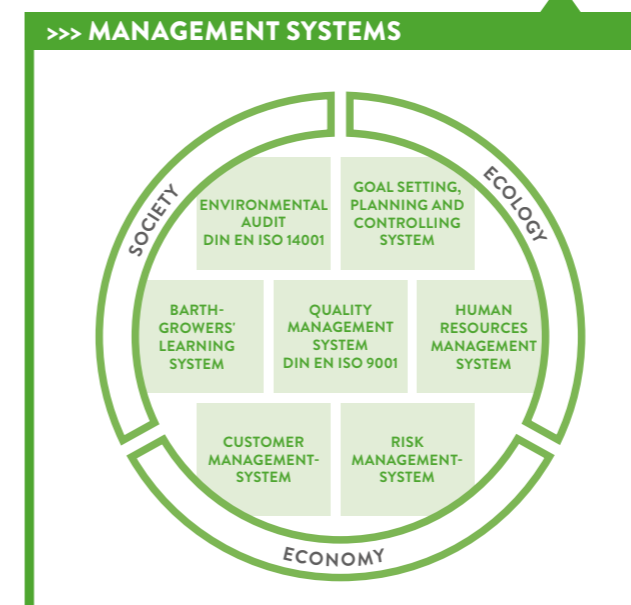 >>> MANAGEMENT SYSTEMS
SOCIETY
ECOLOGY
ENVIRONMENTAL
AUDIT
DIN EN ISO 14001
GOAL SETTING,
PLANNING AND
CONTROLLING
SYSTEM
BARTH-
GROWERS'
LEARNING
SYSTEM
QUALITY
MANAGEMENT
SYSTEM
DIN EN ISO 9001
HUMAN
RESOURCES
MANAGEMENT
SYSTEM
CUSTOMER
MANAGEMENT-
SYSTEM
RISK
MANAGEMENT-
SYSTEM
ECONOMY